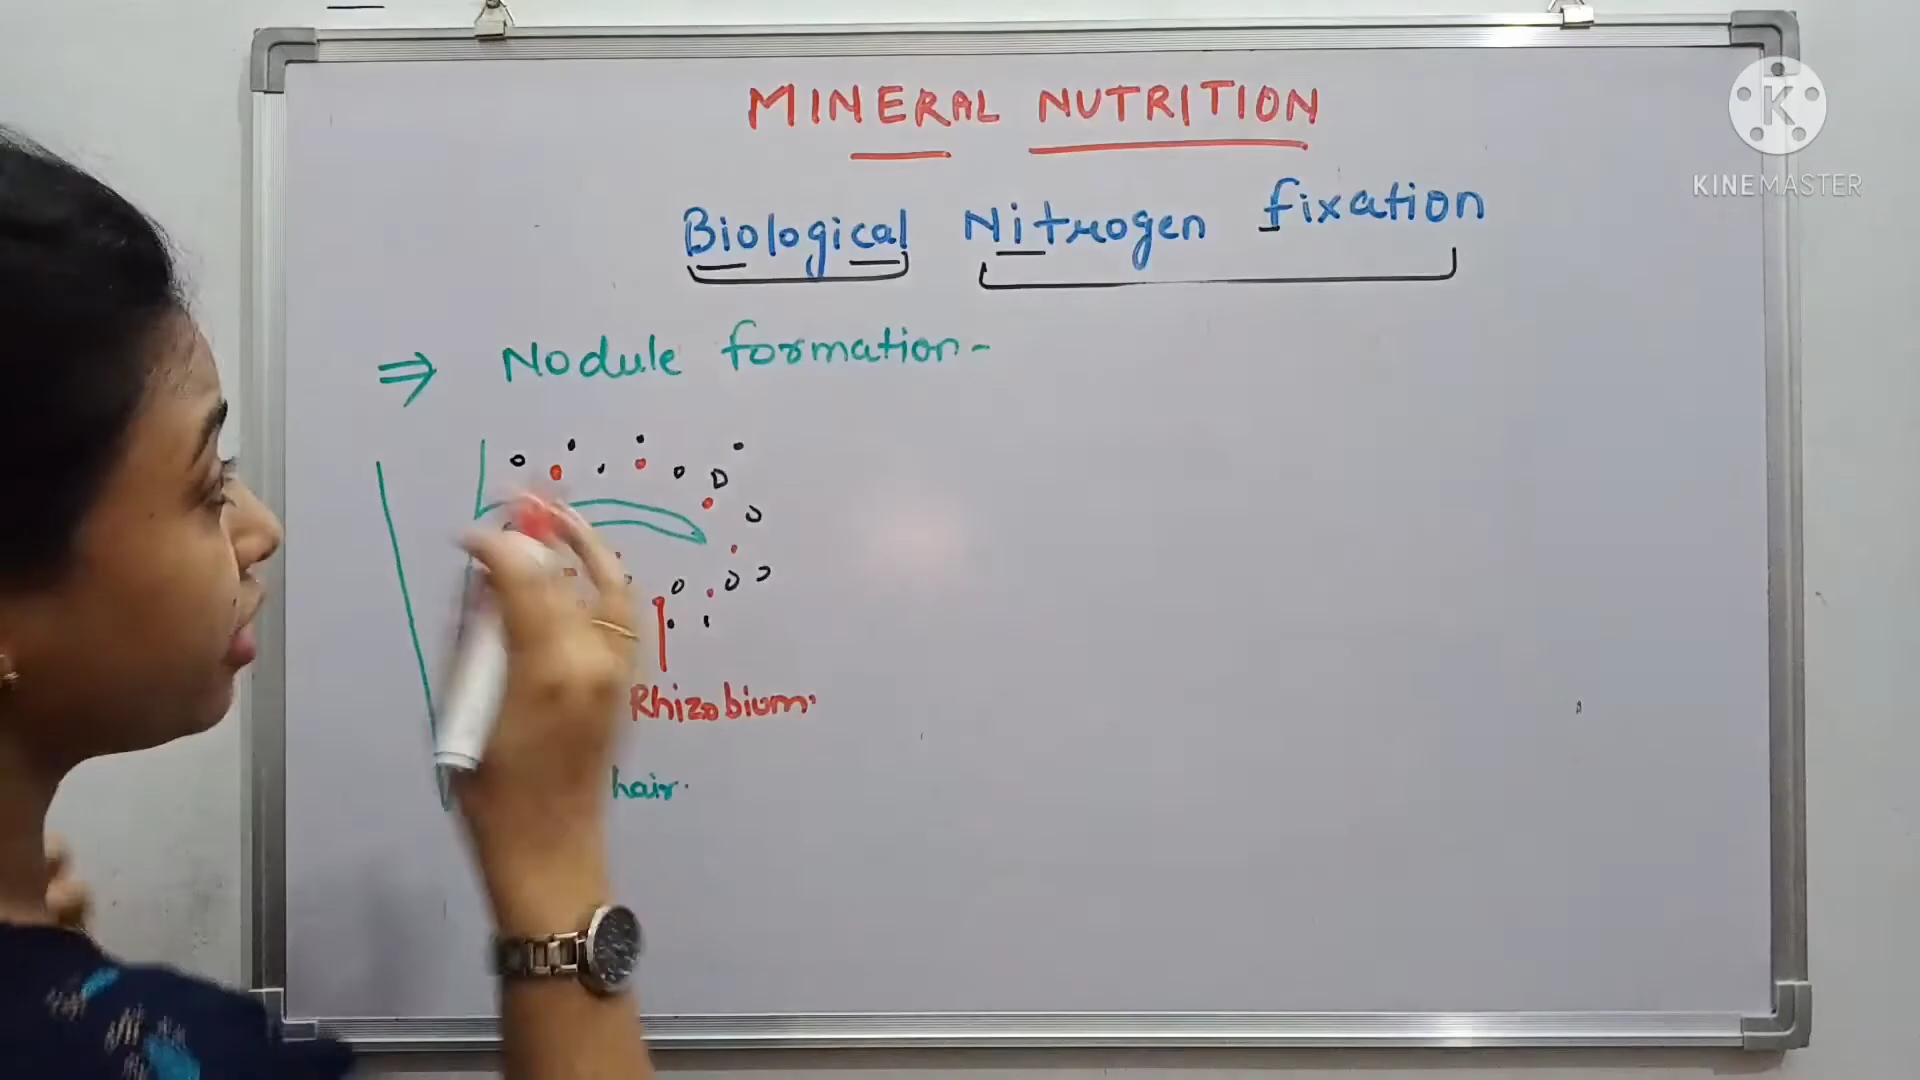 MINERAL NUTRITION
KINEMASTER
Biological Nitrogen fixation
⇒ Nodule formation-
Rhizobium.
hair.